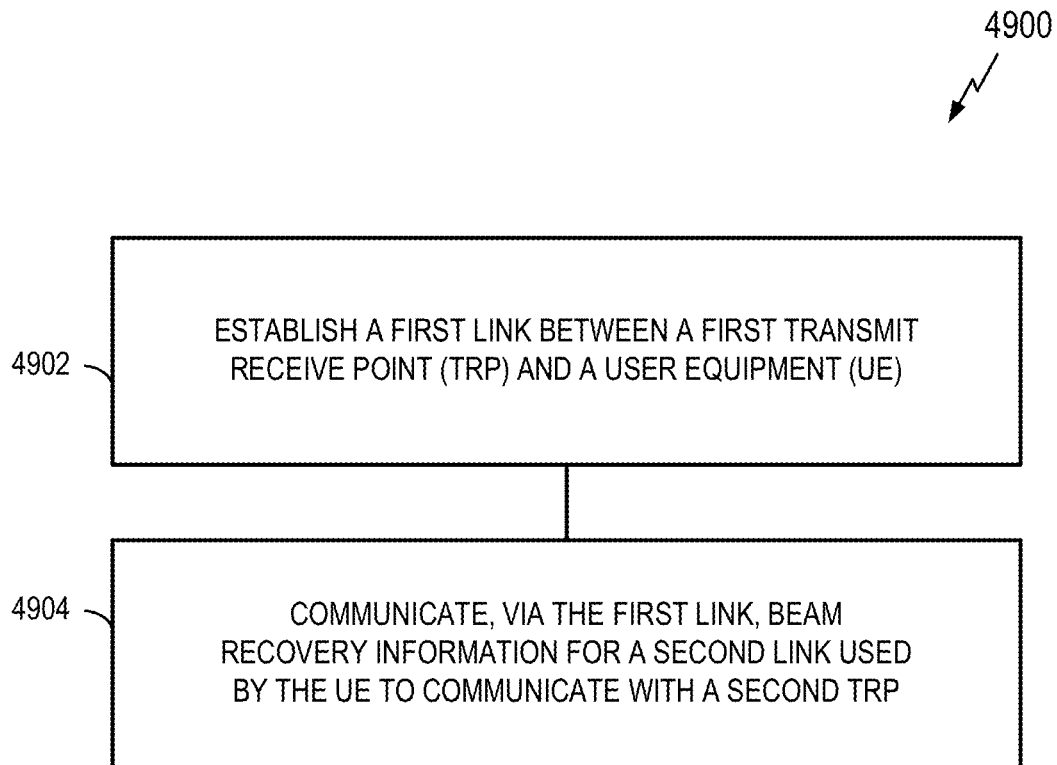 4900
4902
ESTABLISH A FIRST LINK BETWEEN A FIRST TRANSMIT
RECEIVE POINT (TRP) AND A USER EQUIPMENT (UE)
4904
COMMUNICATE, VIA THE FIRST LINK, BEAM
RECOVERY INFORMATION FOR A SECOND LINK USED
BY THE UE TO COMMUNICATE WITH A SECOND TRP